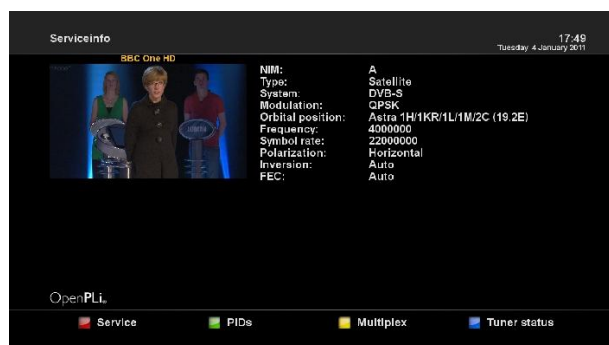 Serviceinfo
17:49
Tuesday 4 January 2011
BBC One HD
NIM: A
Type: Satellite
System: DVB-S
Modulation: QPSK
Orbital position: Astra 1H/1KR/1L/1M/2C (19.2E)
Frequency: 4000000
Symbol rate: 22000000
Polarization: Horizontal
Inversion: Auto
FEC: Auto
OpenPLi®
Service PIDs Multiplex Tuner status